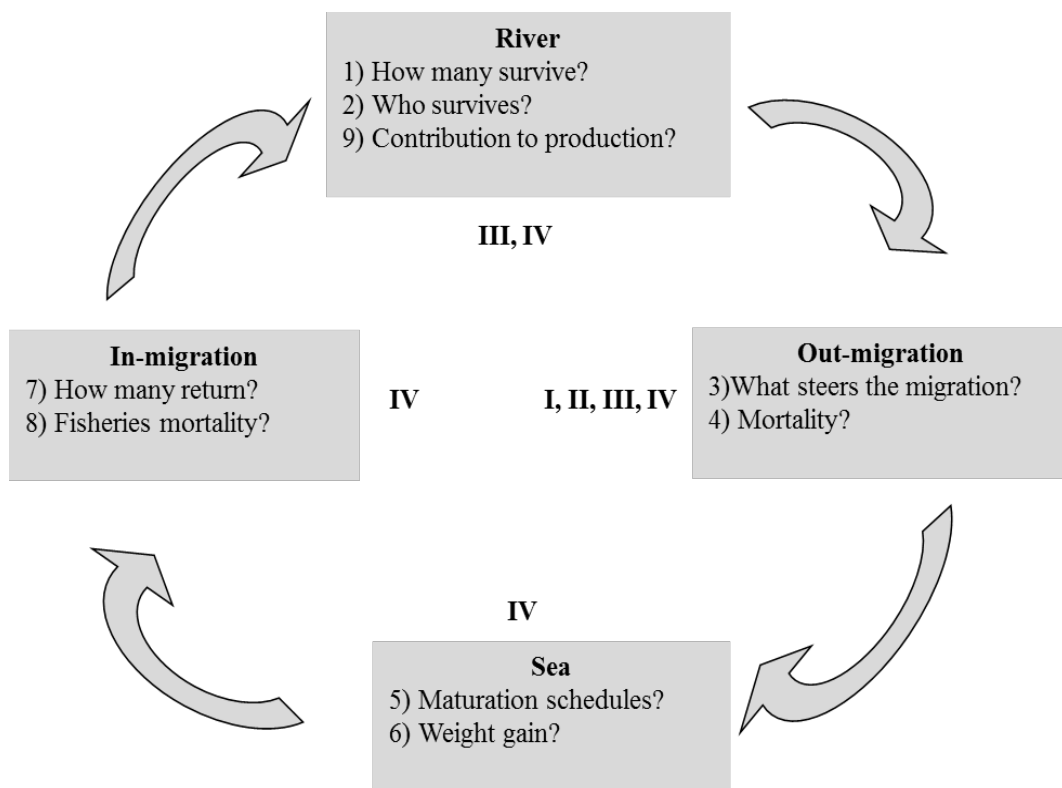 River
1) How many survive?
2) Who survives?
9) Contribution to production?
III, IV
In-migration
7) How many return?
8) Fisheries mortality?
IV
I, II, III, IV
Out-migration
3)What steers the migration?
4) Mortality?
IV
Sea
5) Maturation schedules?
6) Weight gain?